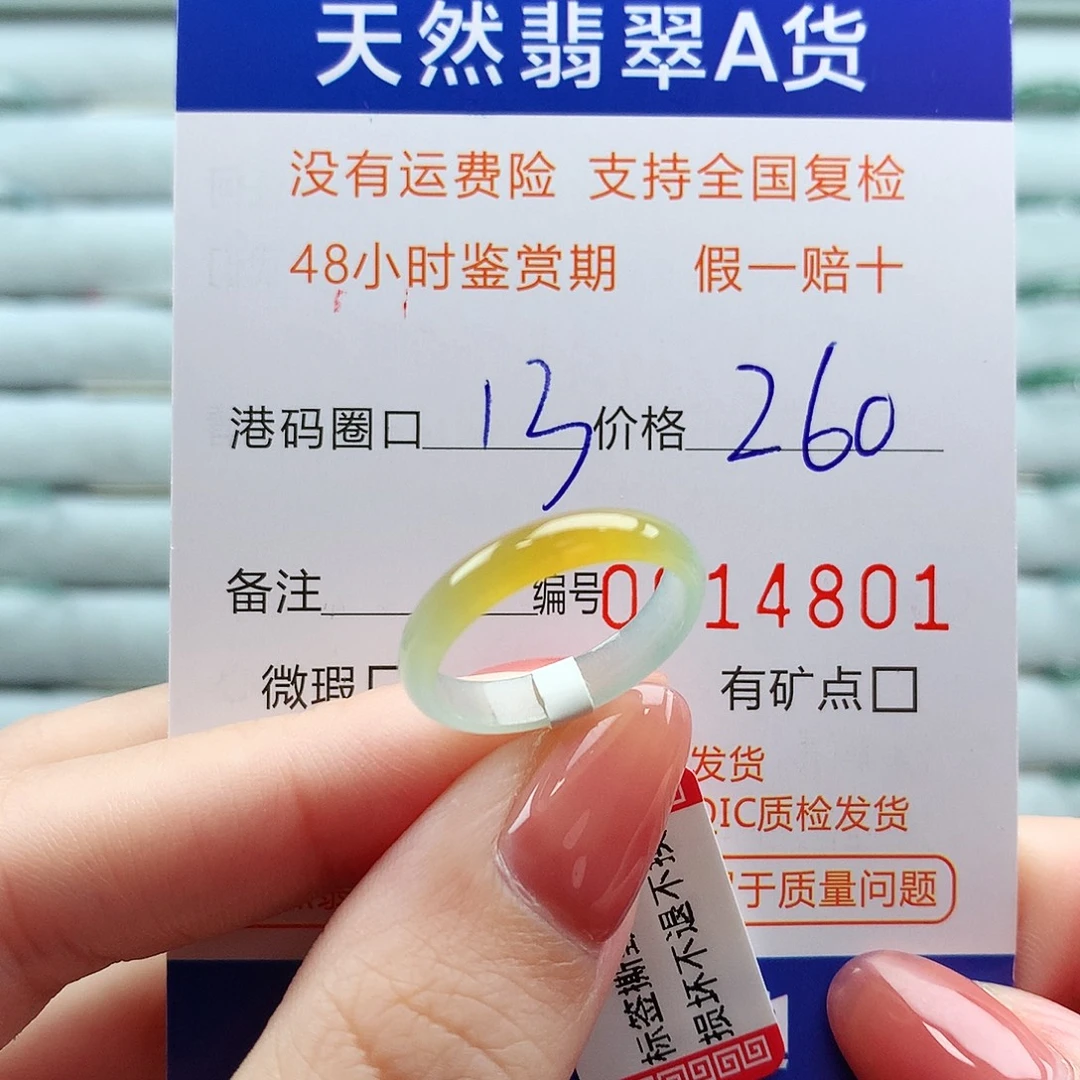 天然翡翠A货
没有运费险 支持全国复检
48小时鉴赏期 假一赔十
港码圈口 13 价格 260
备注 编号 14801
微瑕 有矿点
发货
QIC质检发货
于质量问题
标签撕
损坏不退不换